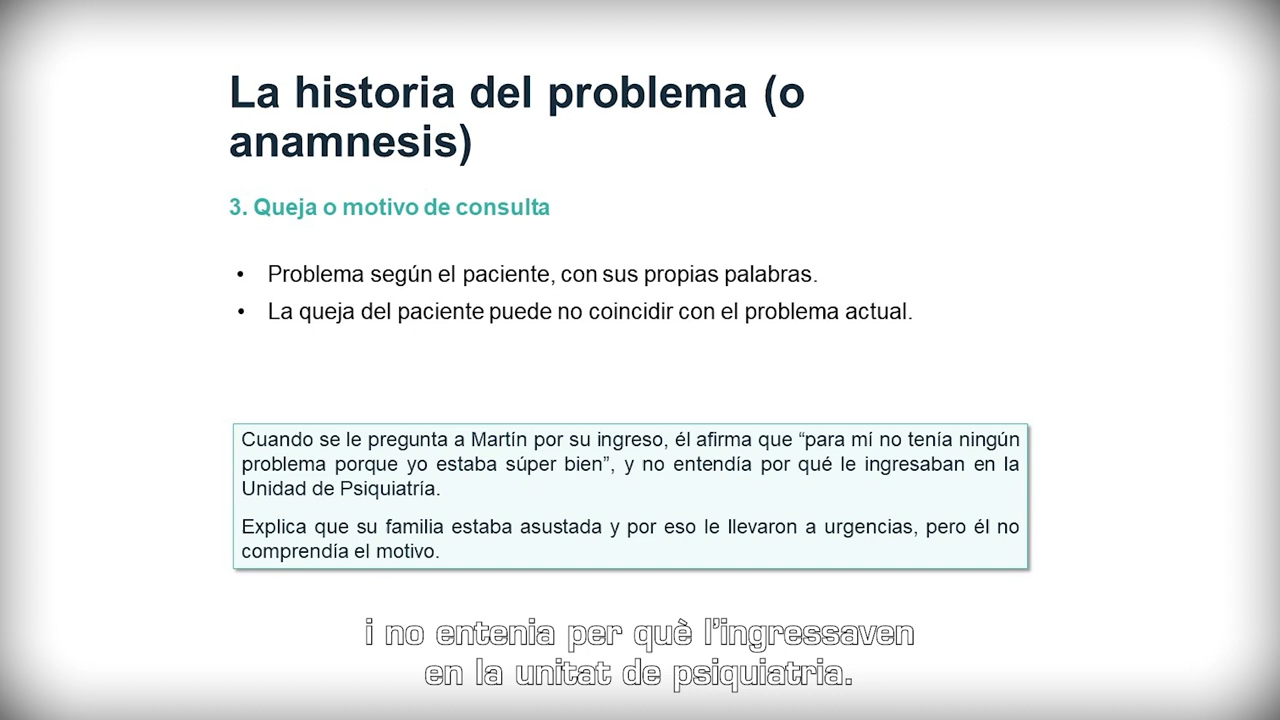 La historia del problema (o
anamnesis)
3. Queja o motivo de consulta
• Problema según el paciente, con sus propias palabras.
• La queja del paciente puede no coincidir con el problema actual.
Cuando se le pregunta a Martín por su ingreso, él afirma que “para mí no tenía ningún
problema porque yo estaba súper bien”, y no entendía por qué le ingresaban en la
Unidad de Psiquiatría.
Explica que su familia estaba asustada y por eso le llevaron a urgencias, pero él no
comprendía el motivo.
i no entenia per què l'ingressaven
en la unitat de psiquiatria.